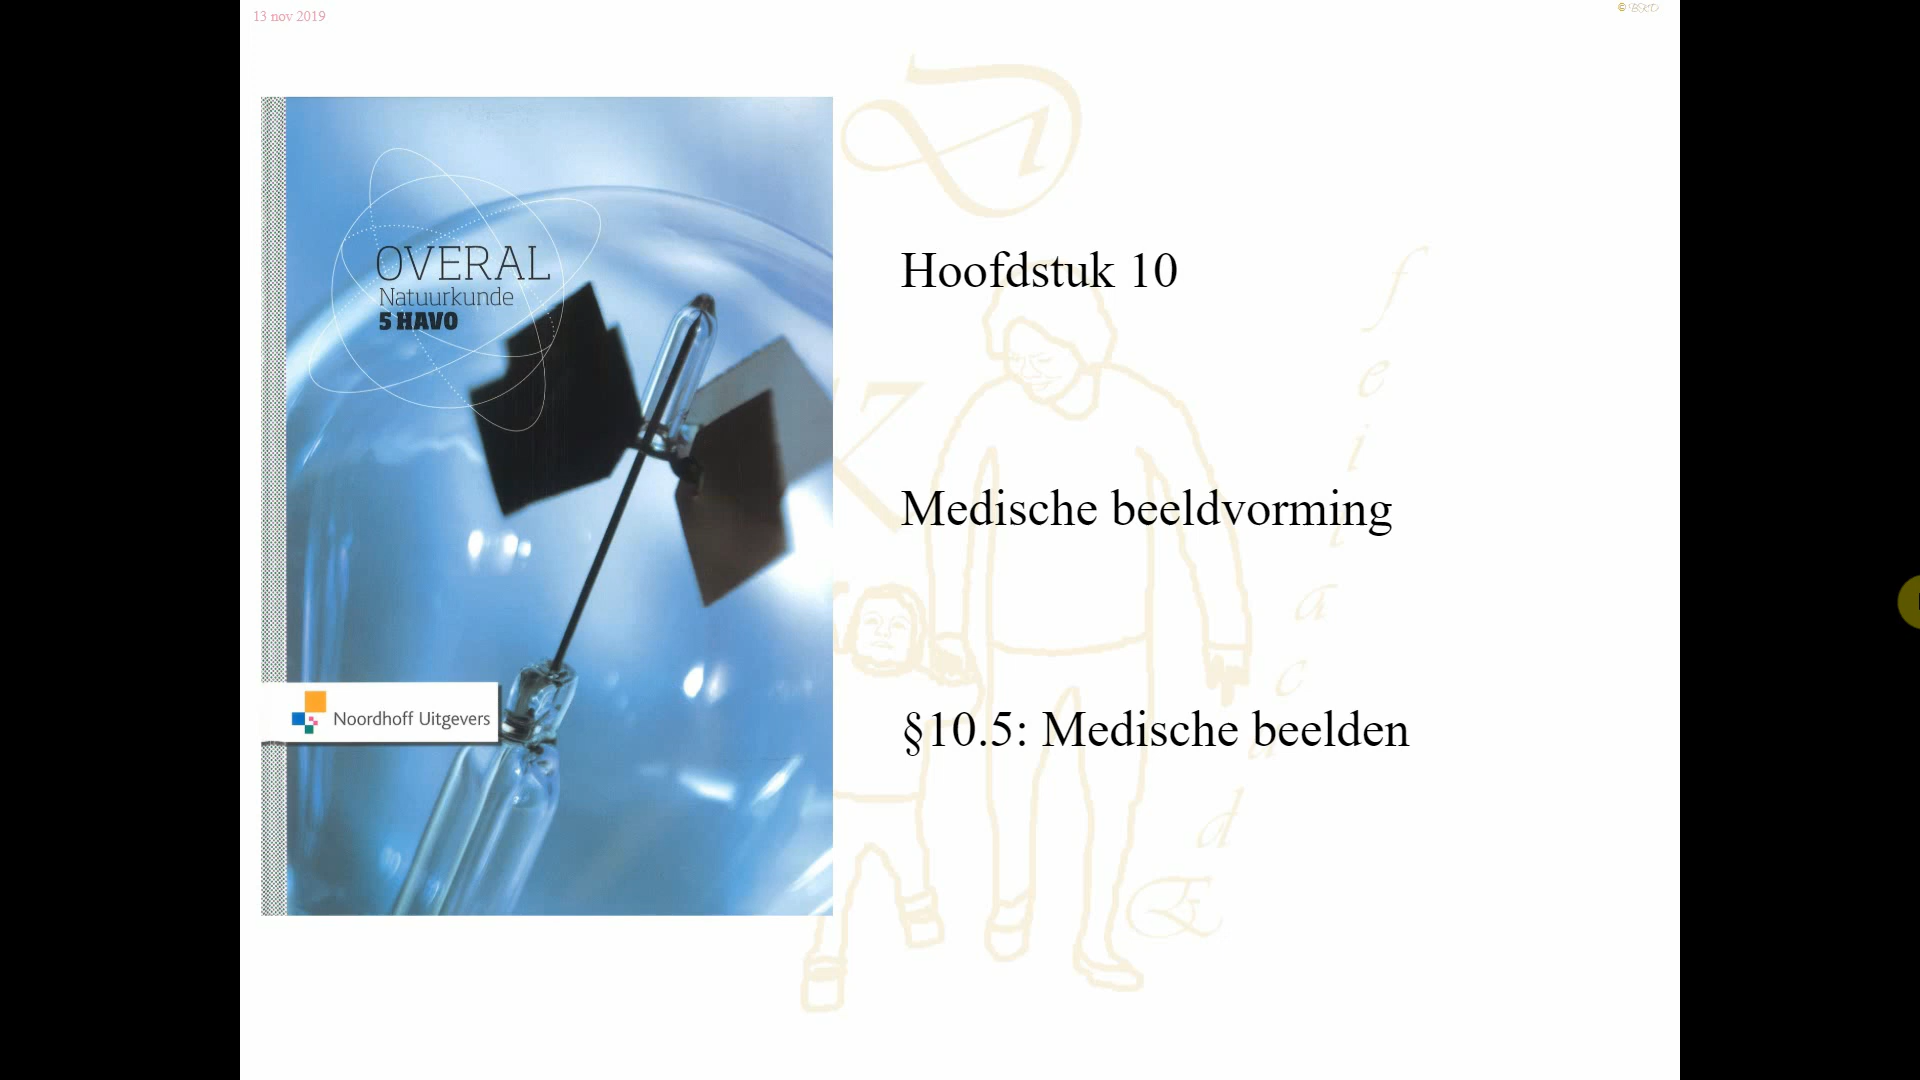 13 nov 2019
OVERAL
Natuurkunde
5 HAVO
Noordhoff Uitgevers
Hoofdstuk 10
Medische beeldvorming
§10.5: Medische beelden